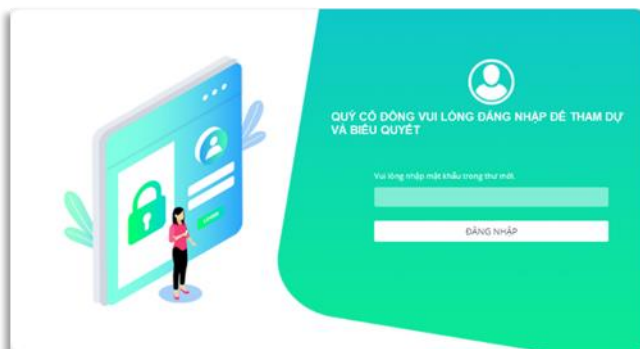 QUÝ CỔ ĐÔNG VUI LÒNG ĐĂNG NHẬP ĐỂ THAM DỰ
VÀ BIỂU QUYẾT
Vui lòng nhập mật khẩu trong thư mời.
ĐĂNG NHẬP